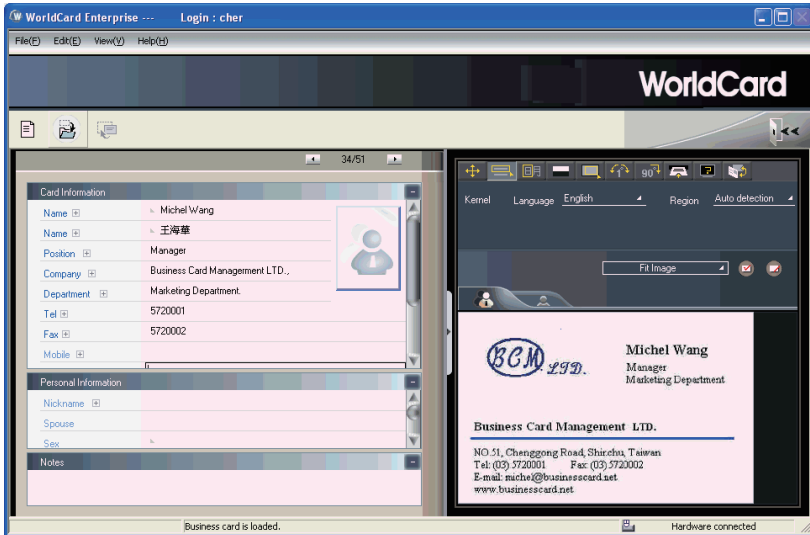 WorldCard Enterprise --- Login : cher
File(F) Edit(E) View(V) Help(H)
WorldCard
34/51
Card Information
Name Michel Wang
Name 王海華
Position Manager
Company Business Card Managerment LTD.,
Department Marketing Department.
Tel 5720001
Fax 5720002
Mobile
Personal Information
Nickname
Spouse
Sex
Notes
90°
Kernel Language English Region Auto detection
Fit Image
BCM LTD.
Michel Wang
Manager
Marketing Department
Business Card Management LTD.
NO.51, Chenggong Road, Shinchu, Taiwan
Tel: (03) 5720001 Fax: (03) 5720002
E-mail: michel@businesscard.net
www.businesscard.net
Business card is loaded. Hardware connected